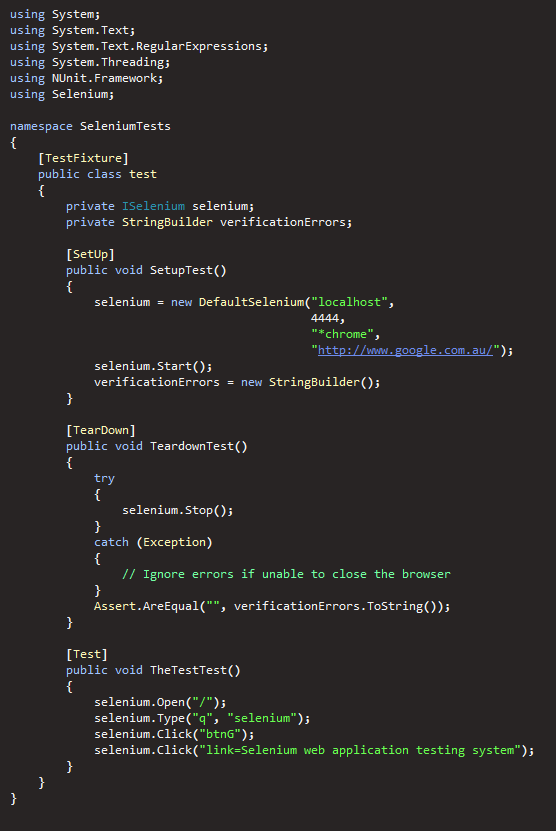 using System;
using System.Text;
using System.Text.RegularExpressions;
using System.Threading;
using NUnit.Framework;
using Selenium;

namespace SeleniumTests
{
    [TestFixture]
    public class test
    {
        private ISelenium selenium;
        private StringBuilder verificationErrors;

        [SetUp]
        public void SetupTest()
        {
            selenium = new DefaultSelenium("localhost",
                                           4444,
                                           "*chrome",
                                           "http://www.google.com.au/");
            selenium.Start();
            verificationErrors = new StringBuilder();
        }

        [TearDown]
        public void TeardownTest()
        {
            try
            {
                selenium.Stop();
            }
            catch (Exception)
            {
                // Ignore errors if unable to close the browser
            }
            Assert.AreEqual("", verificationErrors.ToString());
        }

        [Test]
        public void TheTestTest()
        {
            selenium.Open("/");
            selenium.Type("q", "selenium");
            selenium.Click("btnG");
            selenium.Click("link=Selenium web application testing system");
        }
    }
}